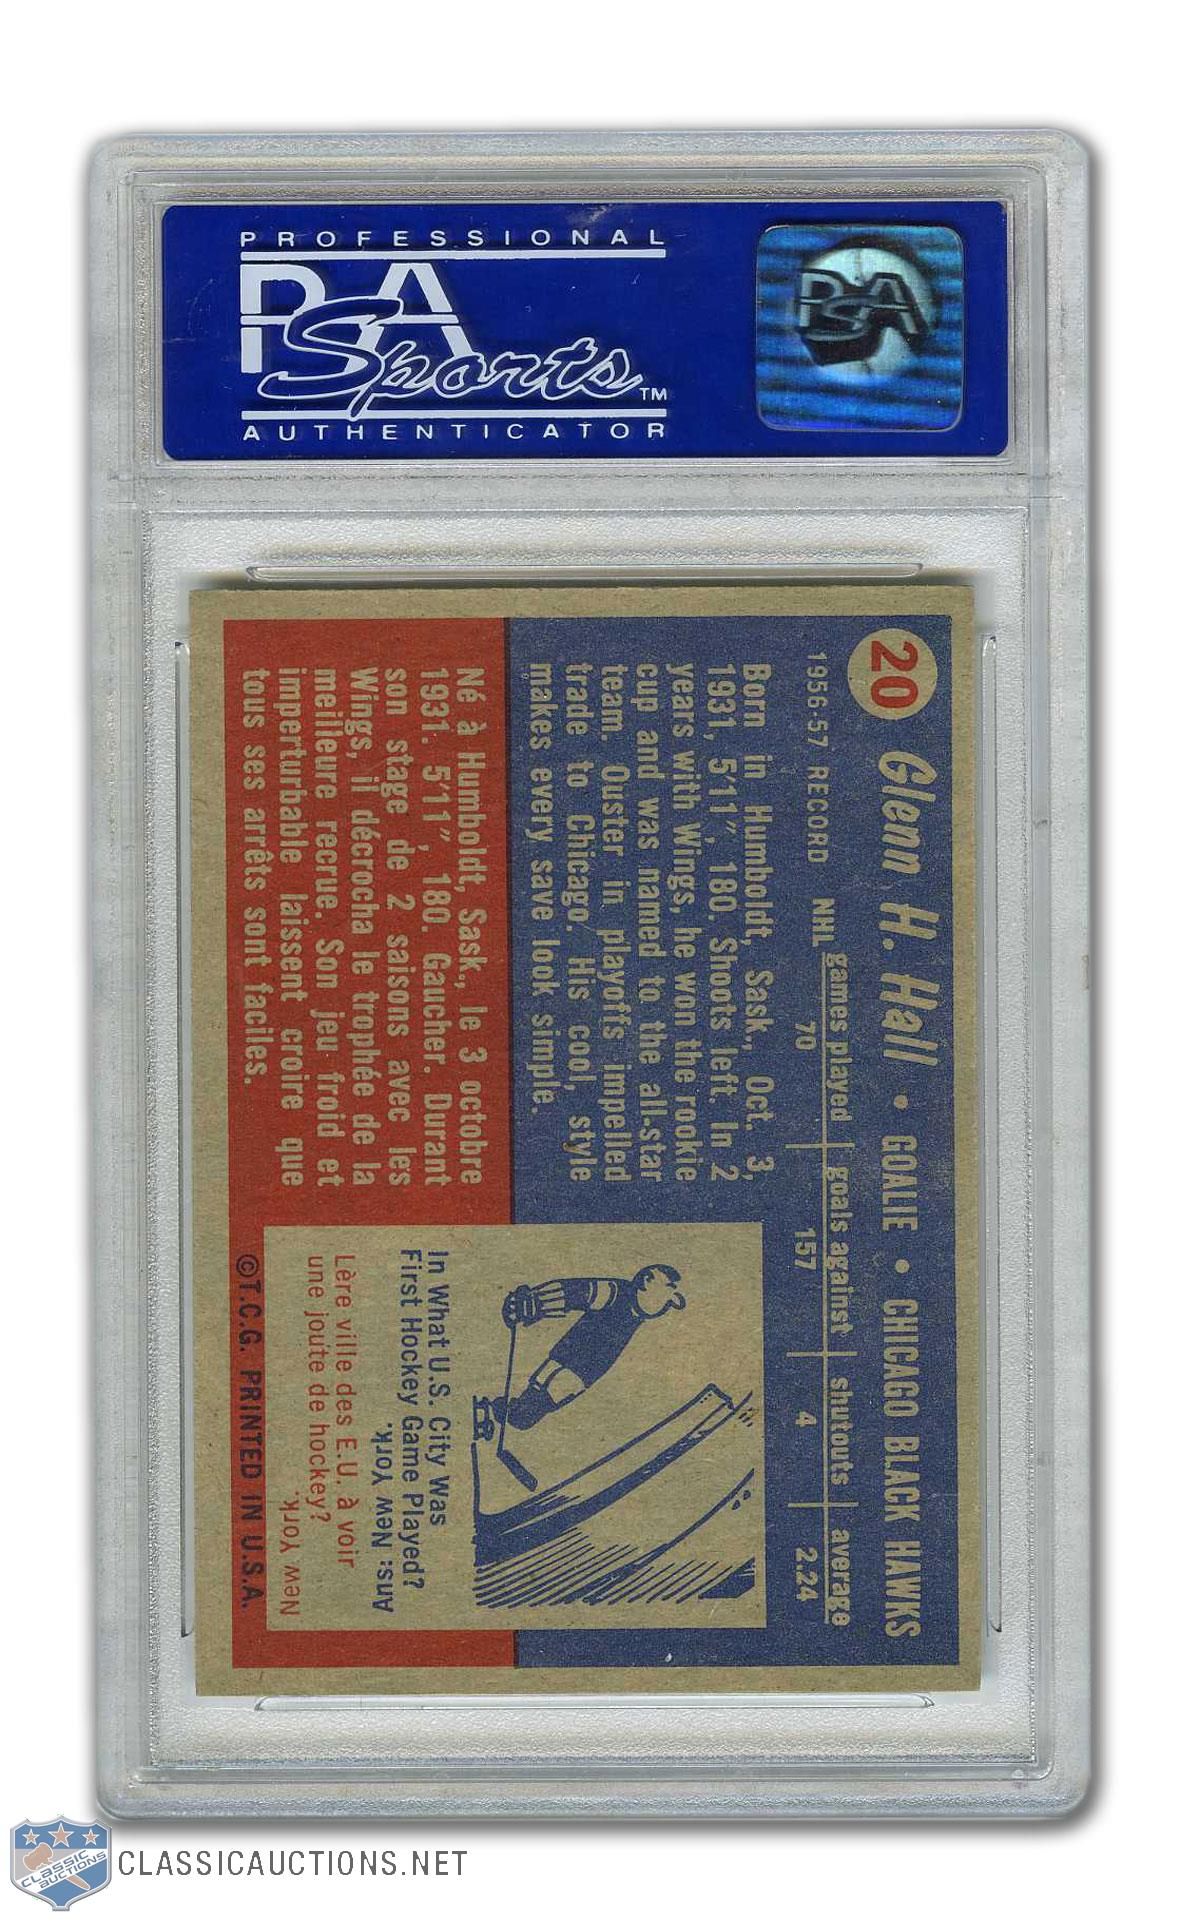 PROFESSIONAL
PSA
Sports™
AUTHENTICATOR
PSA
20 Glenn H. Hall • GOALIE • CHICAGO BLACK HAWKS
1956-57 RECORD NHL games played goals against shutouts average
70 157 4 2.24
Born in Humboldt, Sask., Oct. 3,
1931, 5'11", 180. Shoots left. In 2
years with Wings, he won the rookie
cup and was named to the all-star
team. Ouster in playoffs impelled
trade to Chicago. His cool, style
makes every save look simple.
Né à Humboldt, Sask., le 3 octobre
1931. 5'11", 180. Gaucher. Durant
son stage de 2 saisons avec les
Wings, il décrocha le trophée de la
meileure recrue. Son jeu froid et
imperturbable laissent croire que
tous ses arrêts sont faciles.
In What U.S. City Was
First Hockey Game Played?
Ans: New York.
Lère ville des E.U. à voir
une joute de hockey?
New York.
©T.C.G. PRINTED IN U.S.A.
CLASSIC
AUCTIONS
CLASSICAUCTIONS.NET